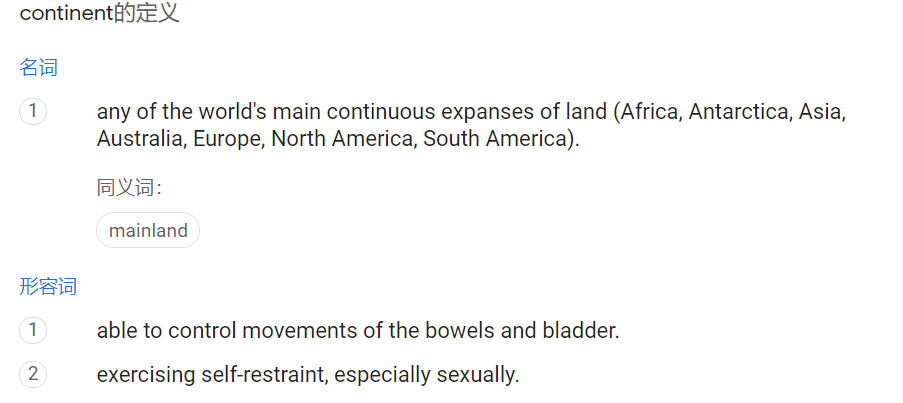 continent的定义
名词
1
any of the world's main continuous expanses of land (Africa, Antarctica, Asia,
Australia, Europe, North America, South America).
同义词：
mainland
形容词
1
able to control movements of the bowels and bladder.
2
exercising self-restraint, especially sexually.